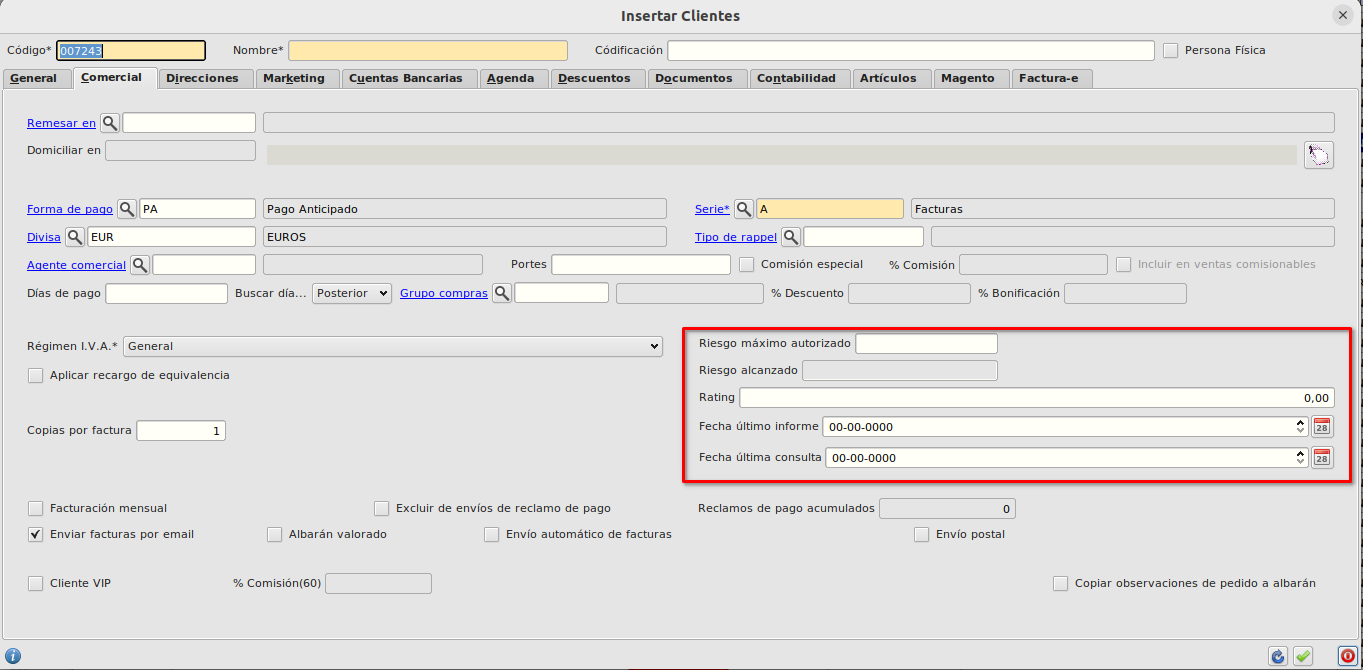 Insertar Clientes
Código* 007243 Nombre* Códificación Persona Física
General Comercial Direcciones Marketing Cuentas Bancarias Agenda Descuentos Documentos Contabilidad Artículos Magento Factura-e
Remesar en
Domiciliar en
Forma de pago PA Pago Anticipado Serie* A Facturas
Divisa EUR EUROS Tipo de rappel
Agente comercial Portes Comisión especial % Comisión Incluir en ventas comisionables
Días de pago Buscar día... Posterior Grupo compras % Descuento % Bonificación
Régimen I.V.A.* General Riesgo máximo autorizado
Aplicar recargo de equivalencia Riesgo alcanzado
Rating 0,00
Copias por factura 1 Fecha último informe 00-00-0000 28
Fecha última consulta 00-00-0000 28
Facturación mensual Excluir de envíos de reclamo de pago Reclamos de pago acumulados 0
Enviar facturas por email Albarán valorado Envío automático de facturas Envío postal
Cliente VIP % Comisión(60) Copiar observaciones de pedido a albarán